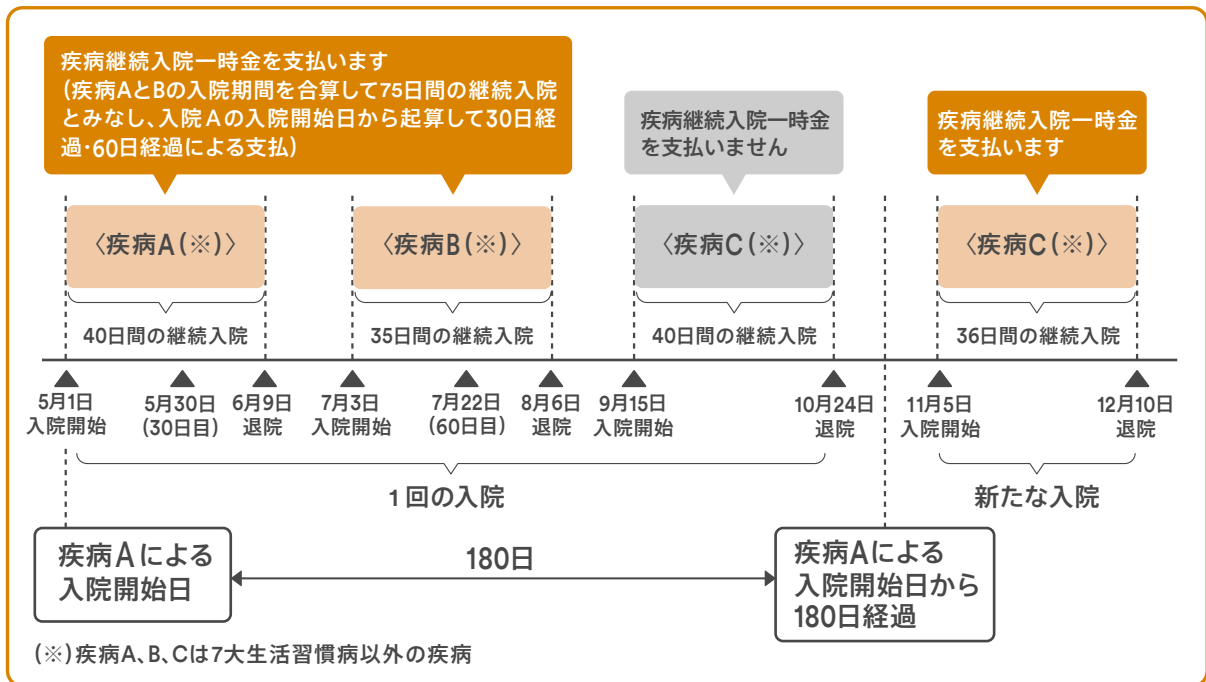 疾病継続入院一時金を支払います
(疾病AとBの入院期間を合算して75日間の継続入院
とみなし、入院Aの入院開始日から起算して30日経
過・60日経過による支払)
疾病継続入院一時金
を支払いません
疾病継続入院一時金
を支払います
〈疾病A(※)〉
〈疾病B(※)〉
〈疾病C(※)〉
〈疾病C(※)〉
40日間の継続入院
35日間の継続入院
40日間の継続入院
36日間の継続入院
5月1日
入院開始
5月30日
(30日目)
6月9日
退院
7月3日
入院開始
7月22日
(60日目)
8月6日
退院
9月15日
入院開始
10月24日
退院
11月5日
入院開始
12月10日
退院
1回の入院
新たな入院
疾病Aによる
入院開始日
180日
疾病Aによる
入院開始日から
180日経過
(※)疾病A、B、Cは7大生活習慣病以外の疾病